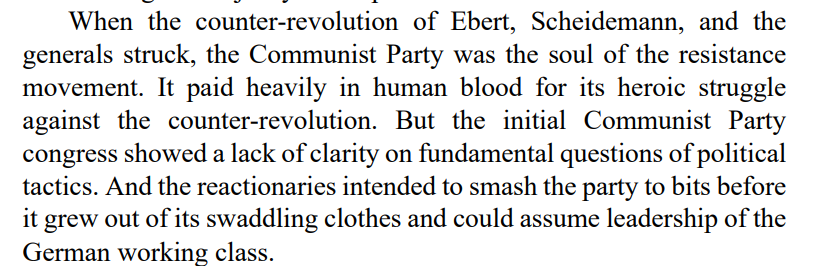 When the counter-revolution of Ebert, Scheidemann, and the
generals struck, the Communist Party was the soul of the resistance
movement. It paid heavily in human blood for its heroic struggle
against the counter-revolution. But the initial Communist Party
congress showed a lack of clarity on fundamental questions of political
tactics. And the reactionaries intended to smash the party to bits before
it grew out of its swaddling clothes and could assume leadership of the
German working class.